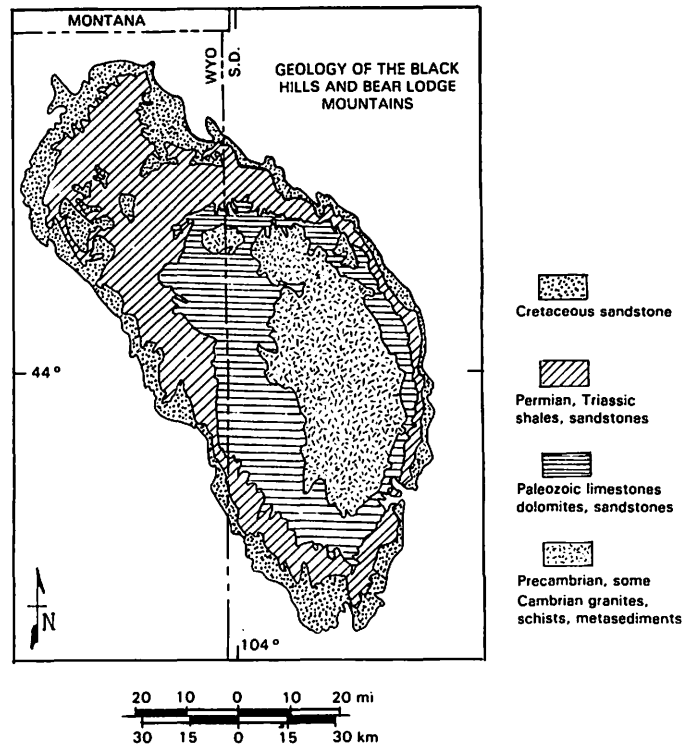 MONTANA
WYO
S.D.
GEOLOGY OF THE BLACK
HILLS AND BEAR LODGE
MOUNTAINS
44°
104°
N
Cretaceous sandstone
Permian, Triassic
shales, sandstones
Paleozoic limestones
dolomites, sandstones
Precambrian, some
Cambrian granites,
schists, metasediments
20 10 0 10 20 mi
30 15 0 15 30 km